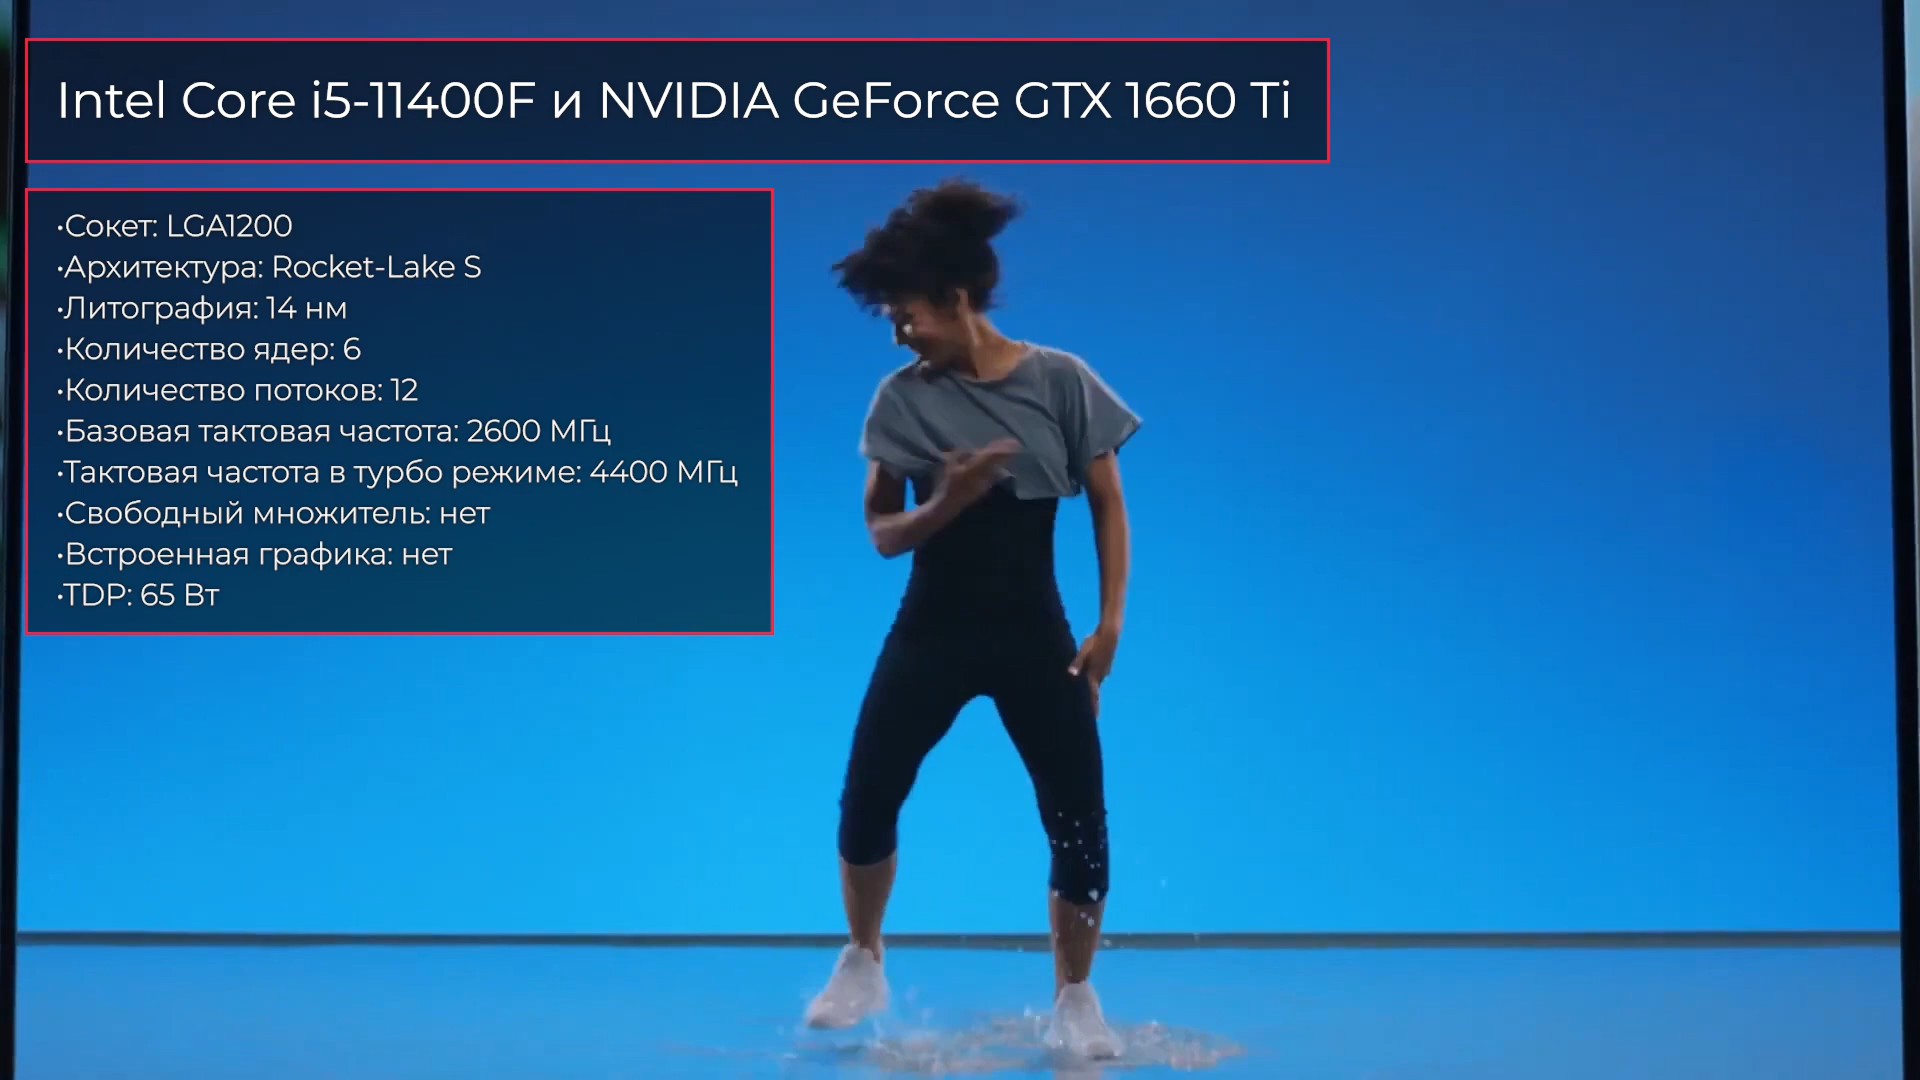 Intel Core i5-11400F и NVIDIA GeForce GTX 1660 Ti
•Сокет: LGA1200
•Архитектура: Rocket-Lake S
•Литография: 14 нм
•Количество ядер: 6
•Количество потоков: 12
•Базовая тактовая частота: 2600 МГц
•Тактовая частота в турбо режиме: 4400 МГц
•Свободный множитель: нет
•Встроенная графика: нет
•TDP: 65 Вт